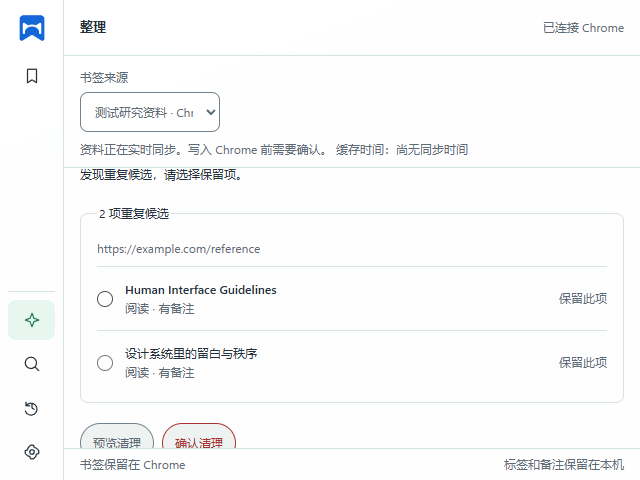 整理
已连接 Chrome
书签来源
测试研究资料 · Chr
资料正在实时同步。写入 Chrome 前需要确认。 缓存时间：尚无同步时间
发现重复候选，请选择保留项。
2 项重复候选
https://example.com/reference
Human Interface Guidelines
阅读 · 有备注
保留此项
设计系统里的留白与秩序
阅读 · 有备注
保留此项
预览清理
确认清理
书签保留在 Chrome
标签和备注保留在本机